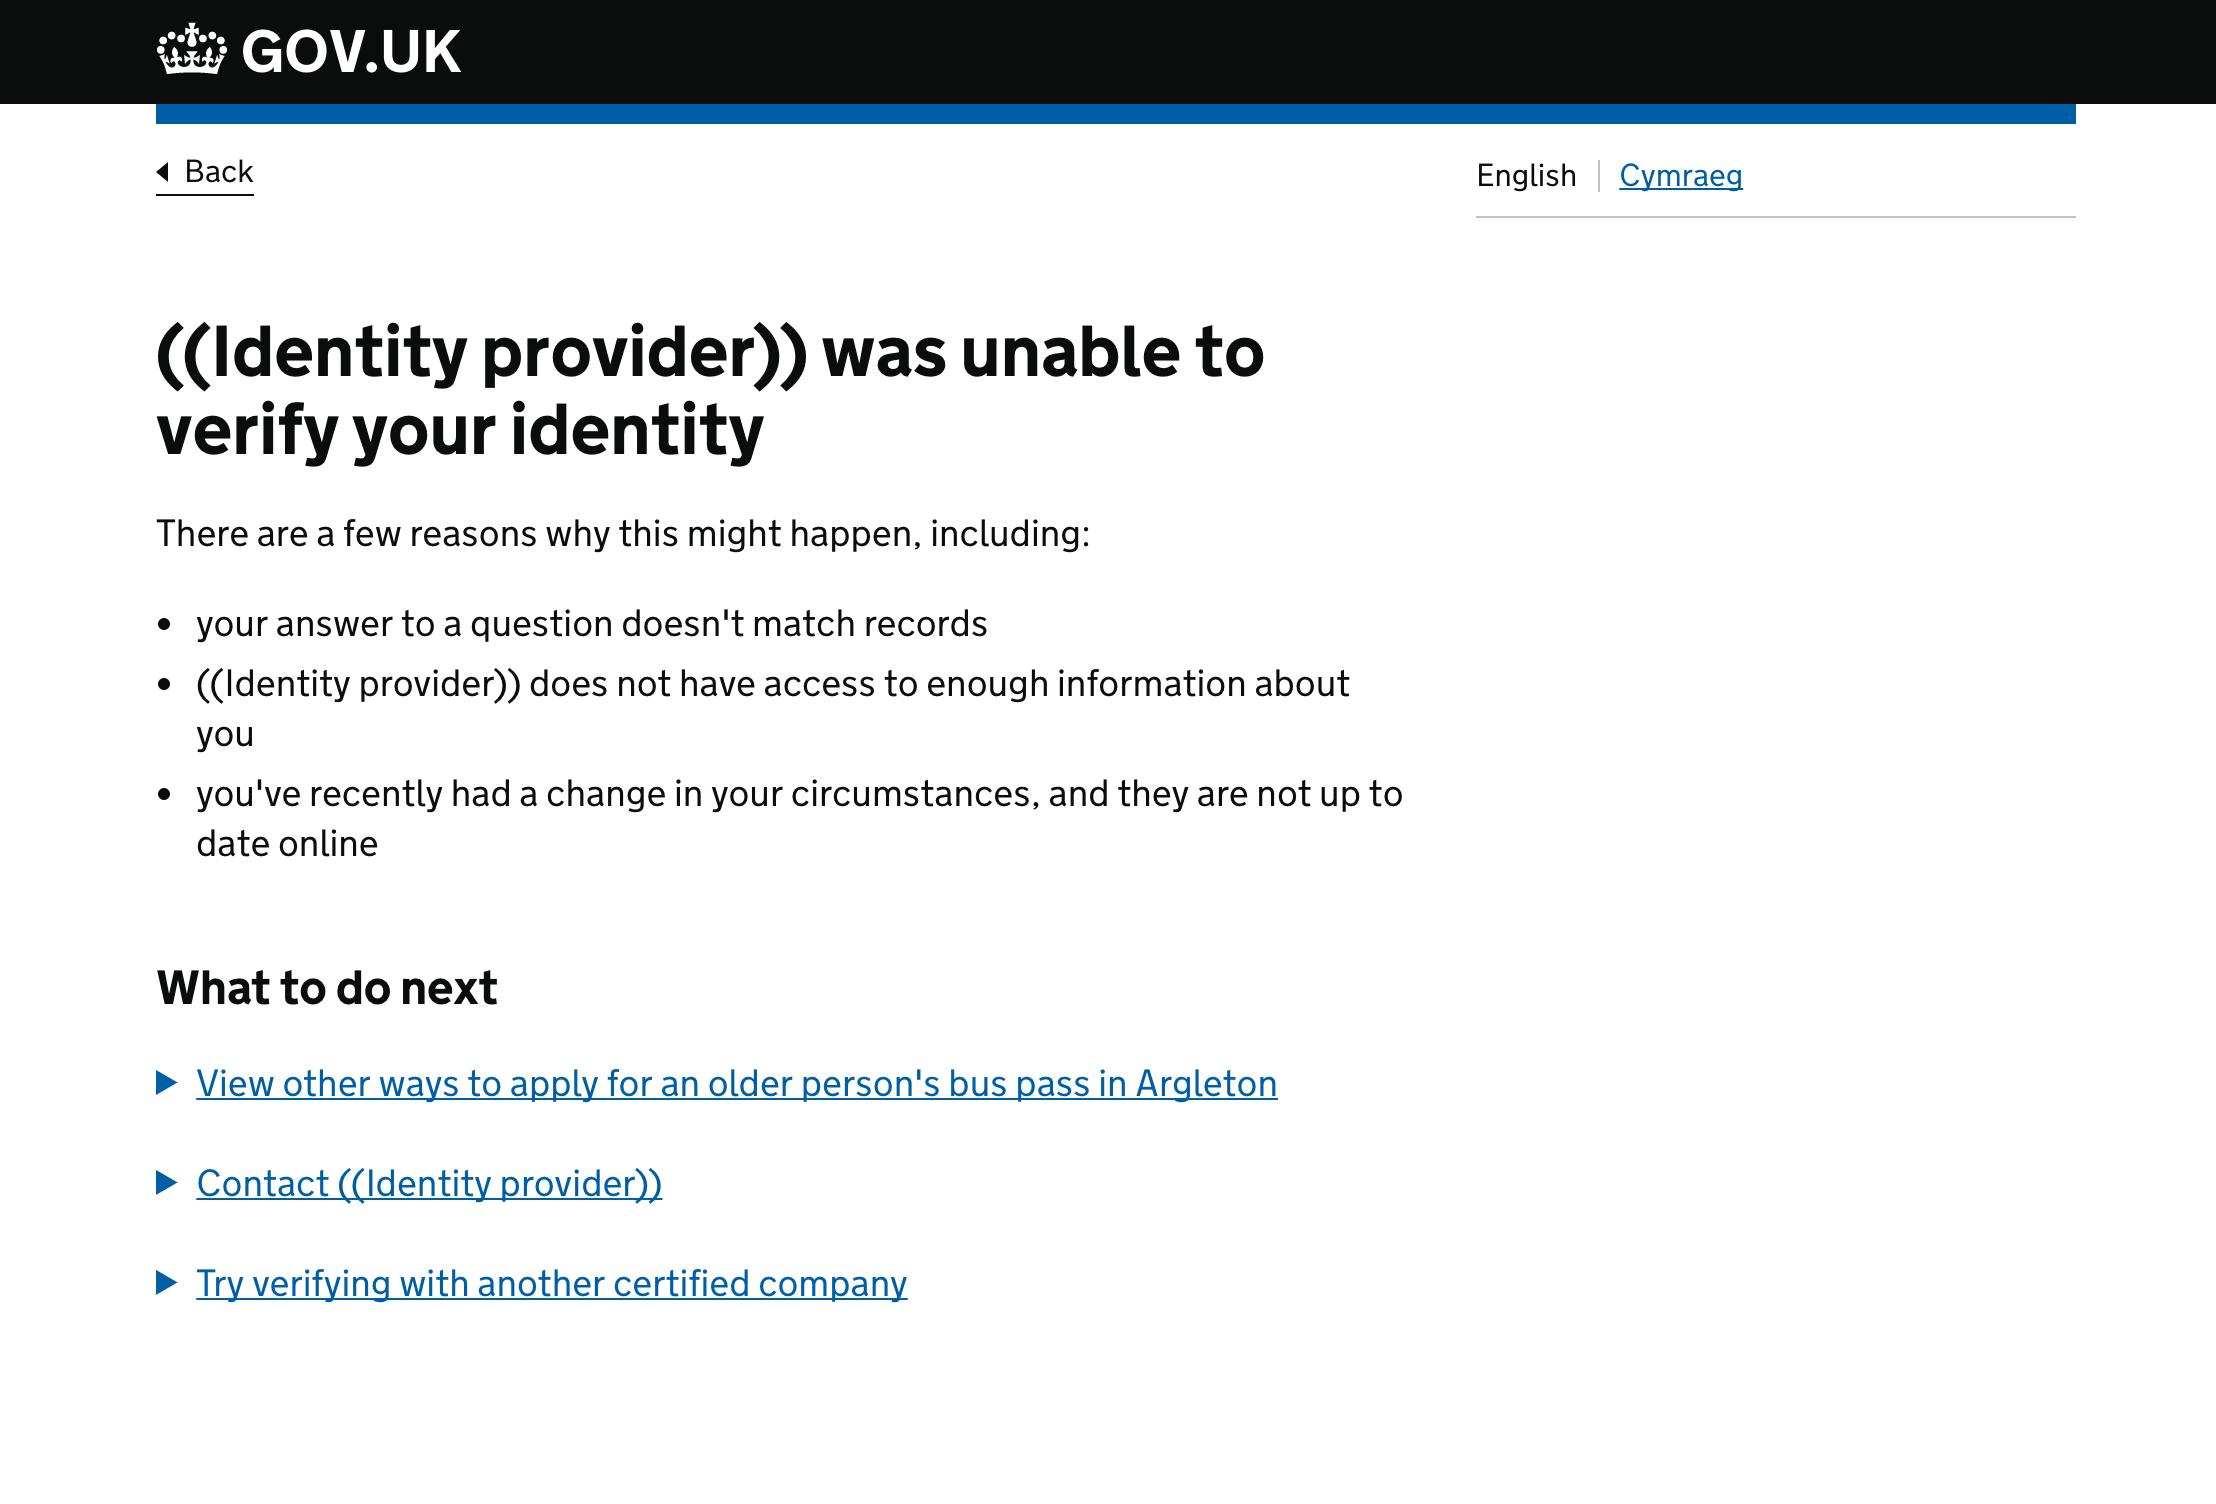 GOV.UK
Back
English
Cymraeg
((Identity provider)) was unable to
verify your identity
There are a few reasons why this might happen, including:
• your answer to a question doesn't match records
• ((Identity provider)) does not have access to enough information about
you
• you've recently had a change in your circumstances, and they are not up to
date online
What to do next
View other ways to apply for an older person's bus pass in Argleton
Contact ((Identity provider))
Try verifying with another certified company